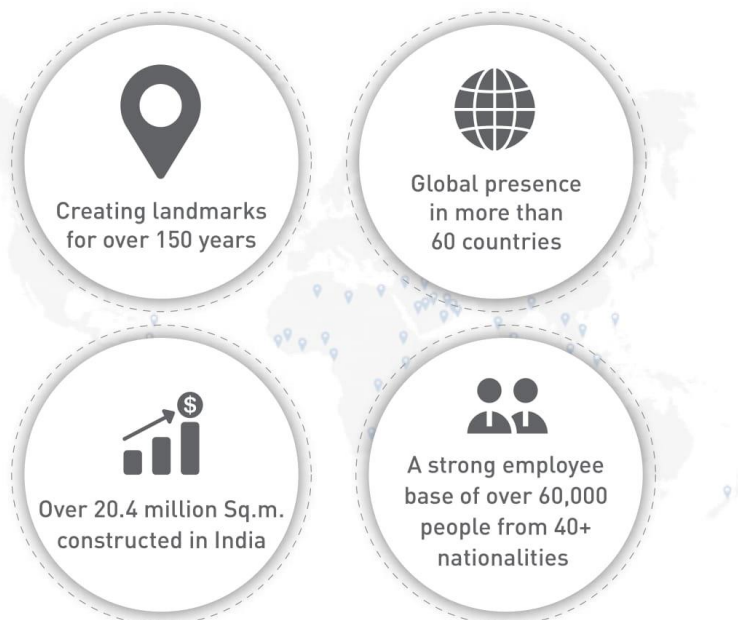 Creating landmarks
for over 150 years
Global presence
in more than
60 countries
$
Over 20.4 million Sq.m.
constructed in India
A strong employee
base of over 60,000
people from 40+
nationalities